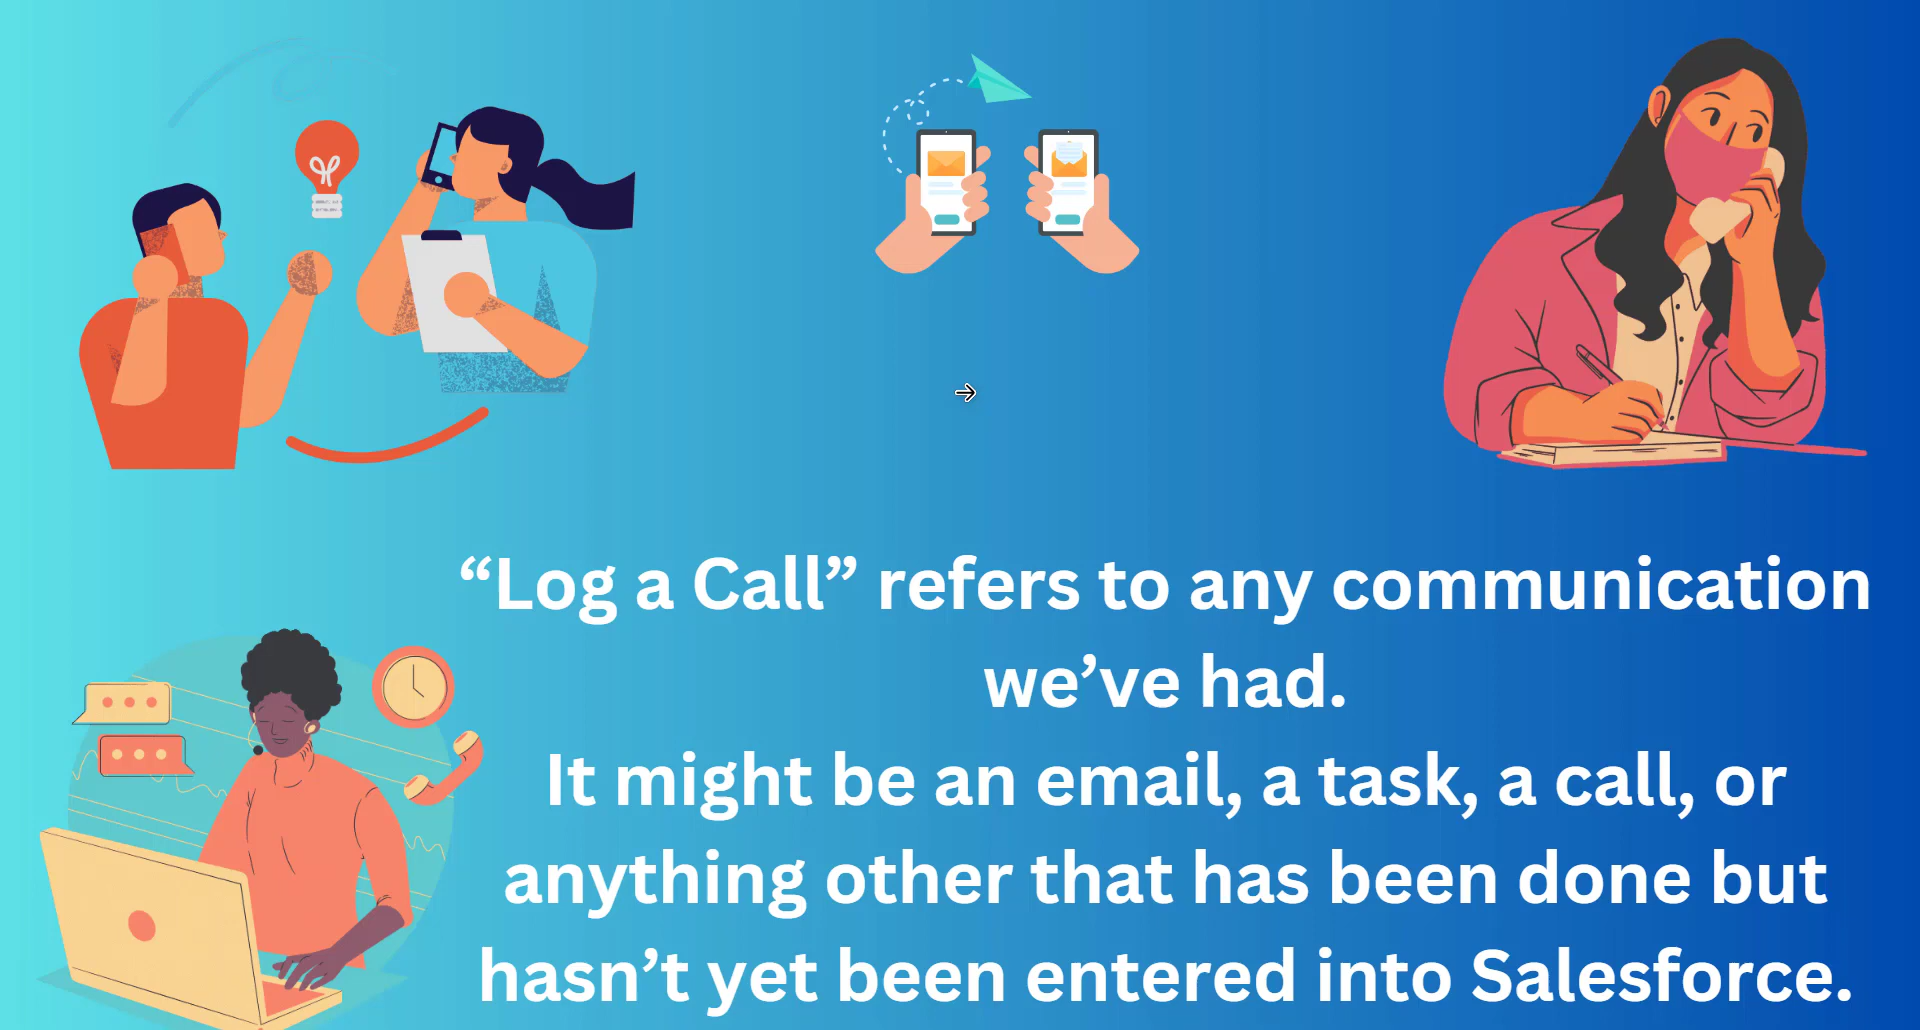 “Log a Call” refers to any communication
we’ve had.
It might be an email, a task, a call, or
anything other that has been done but
hasn’t yet been entered into Salesforce.